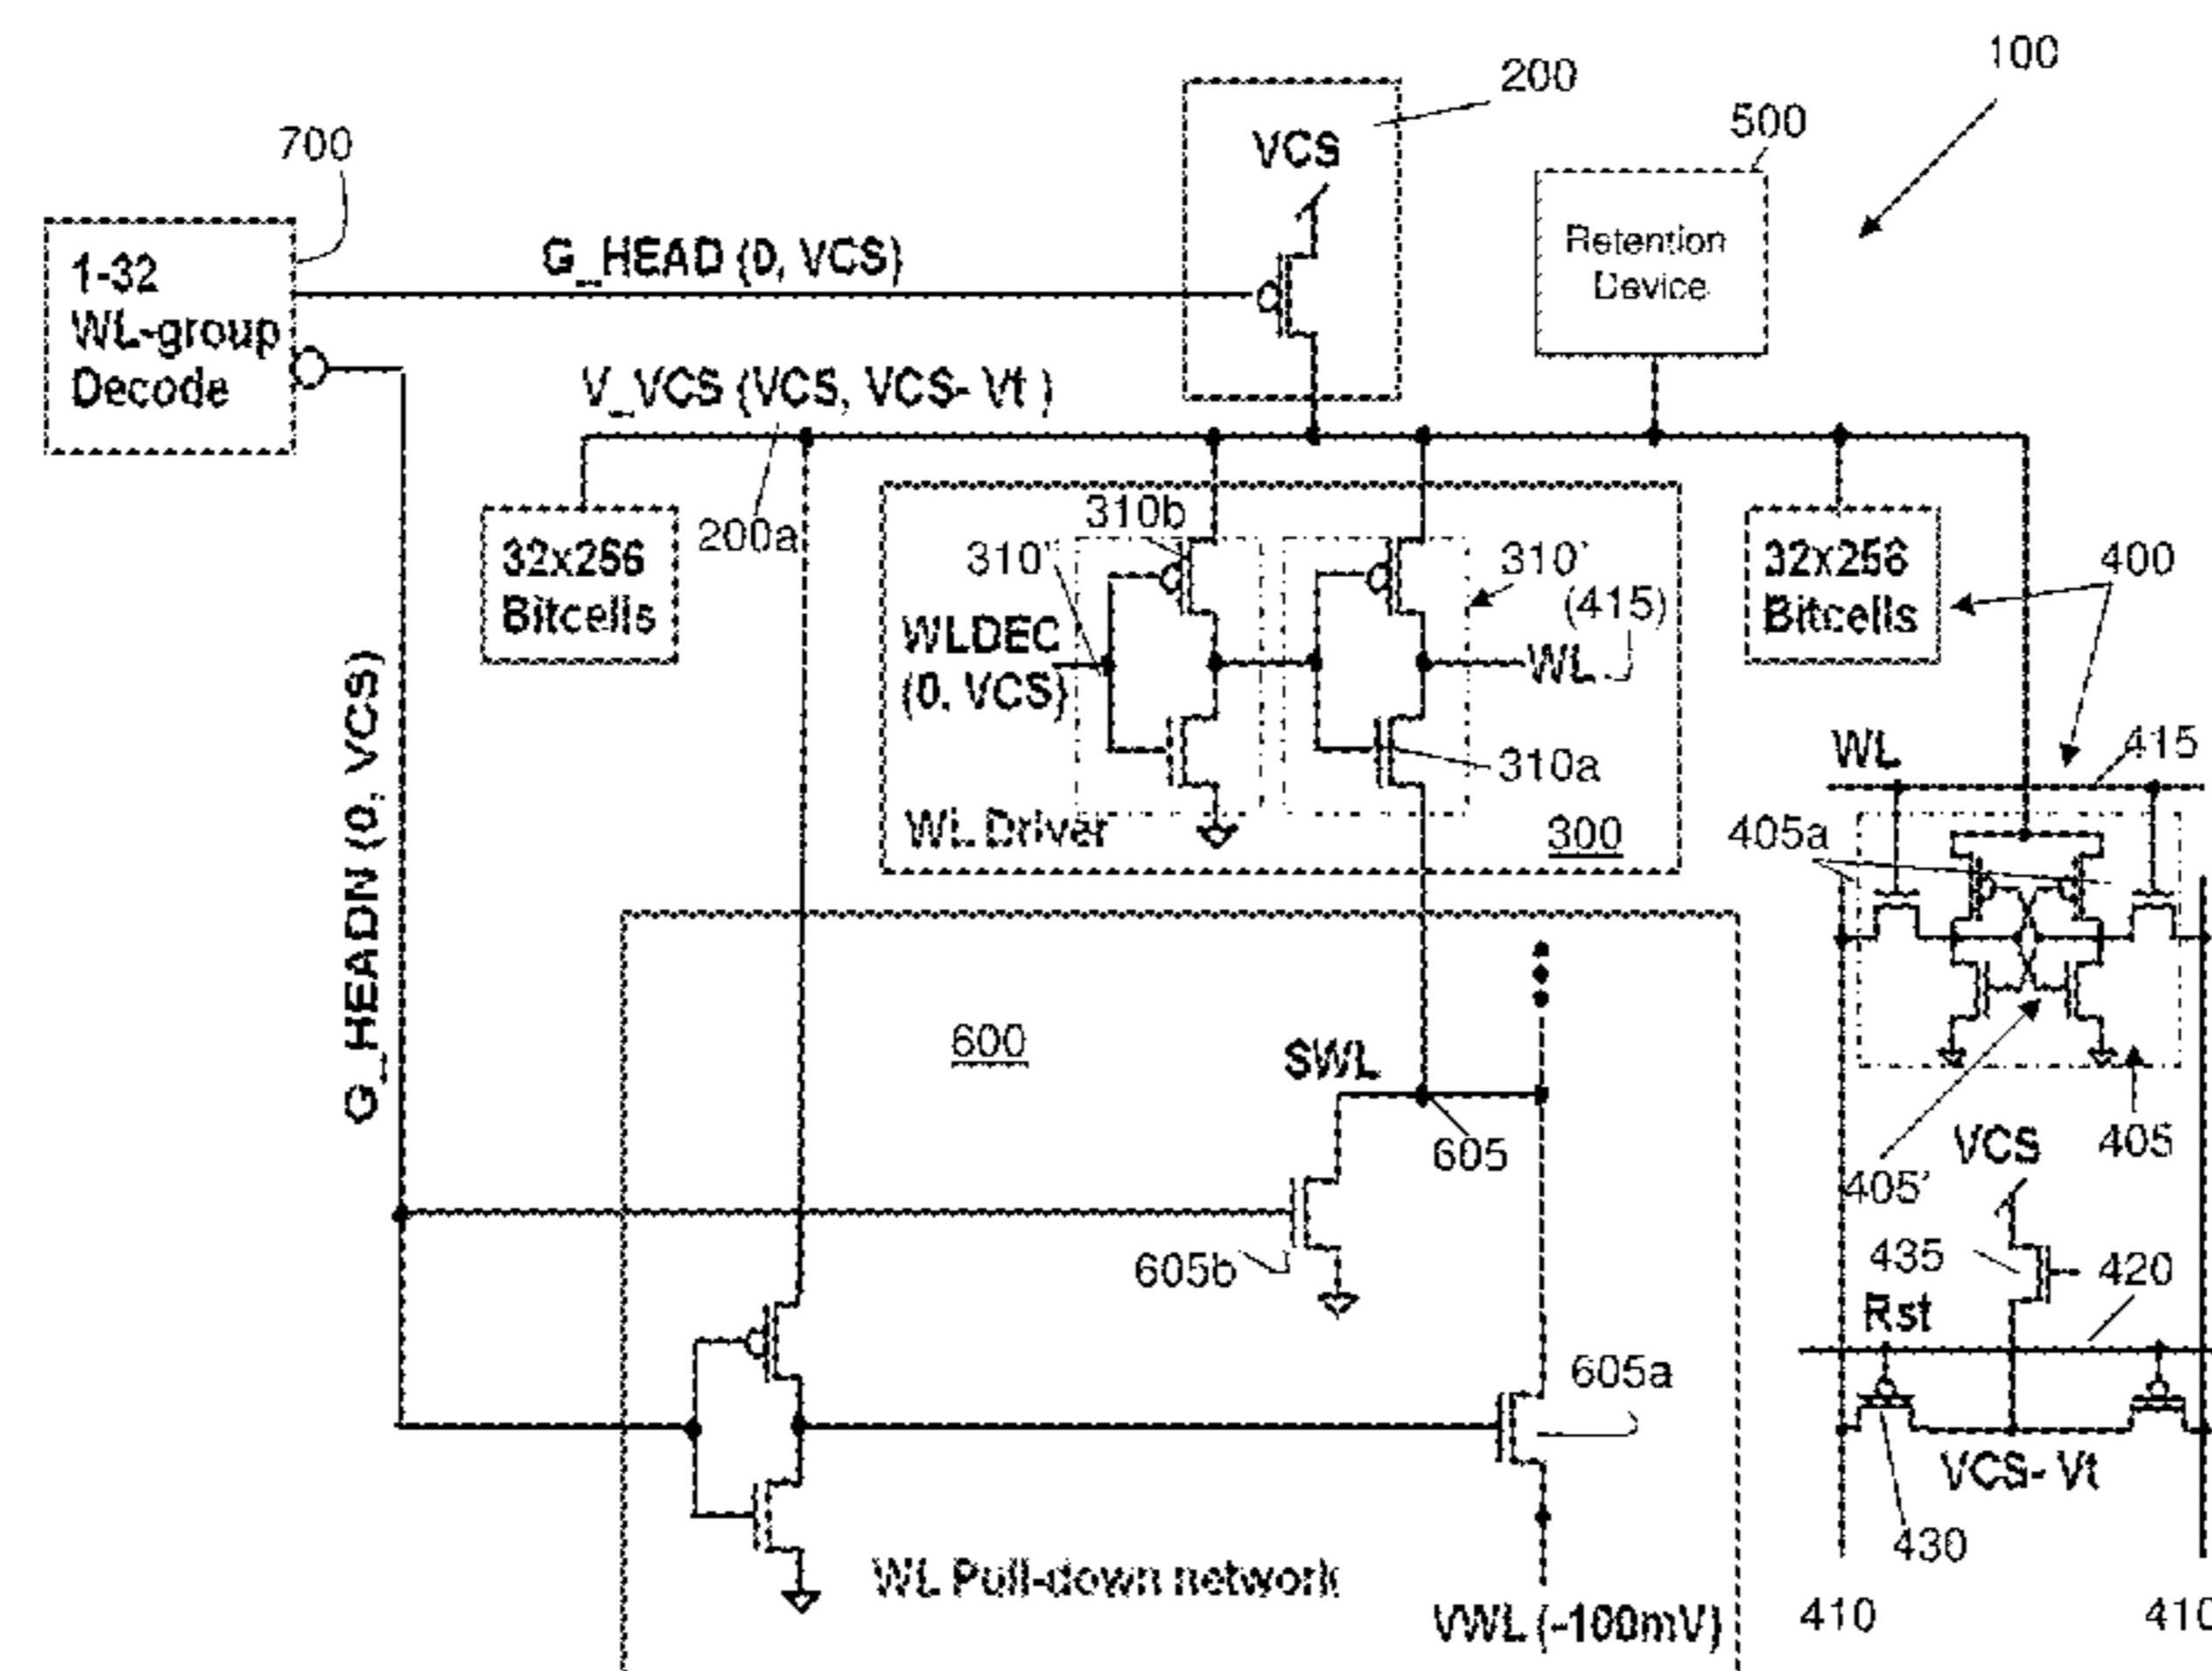 100
200
500
700
VCS
Retention
Device
1-32
WL-group
Decode
G_HEAD (0, VCS)
V_VCS (VCS, VCS- Vt )
200a
310b
310'
310'
(415)
32x256
Bitcells
32x256
Bitcells
400
WLDEC
(0, VCS)
WL
310a
WL Driver
300
WL
400
415
405a
G_HEADN (0, VCS)
600
SWL
605
605b
605a
405'
405
VCS
435
420
Rst
VCS- Vt
430
WL Pull-down network
VWL (-100mV)
410
410